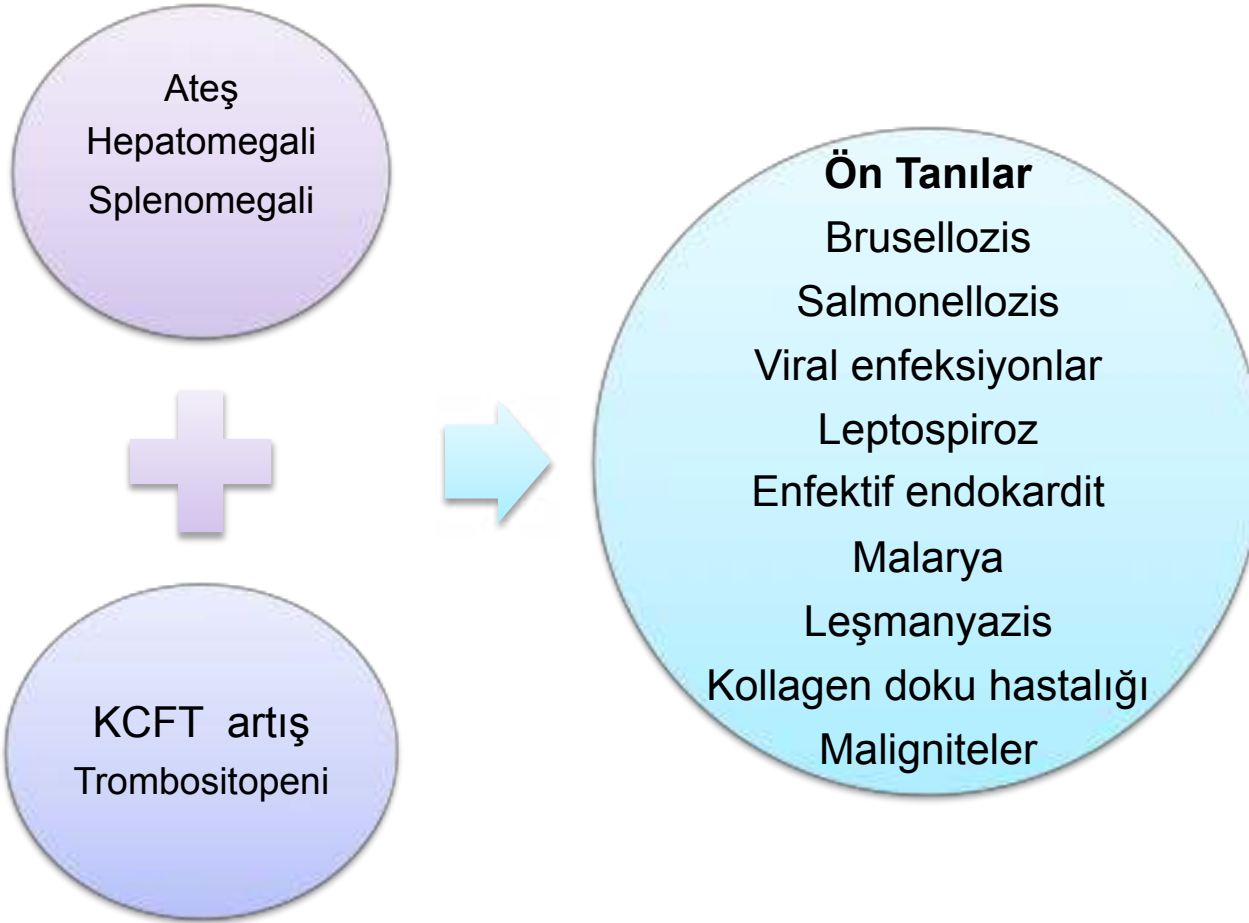 Ateş
Hepatomegali
Splenomegali
KCFT artış
Trombositopeni
Ön Tanılar
Brusellozis
Salmonellozis
Viral enfeksiyonlar
Leptospiroz
Enfektif endokardit
Malarya
Leşmanyazis
Kollagen doku hastalığı
Maligniteler